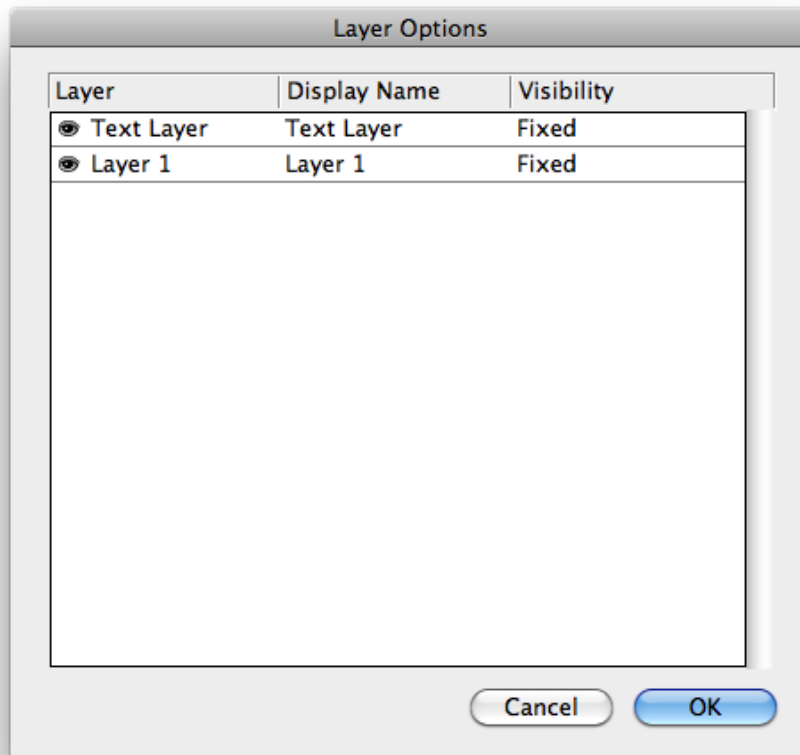 Layer Options
Layer Display Name Visibility
Text Layer Text Layer Fixed
Layer 1 Layer 1 Fixed
Cancel OK